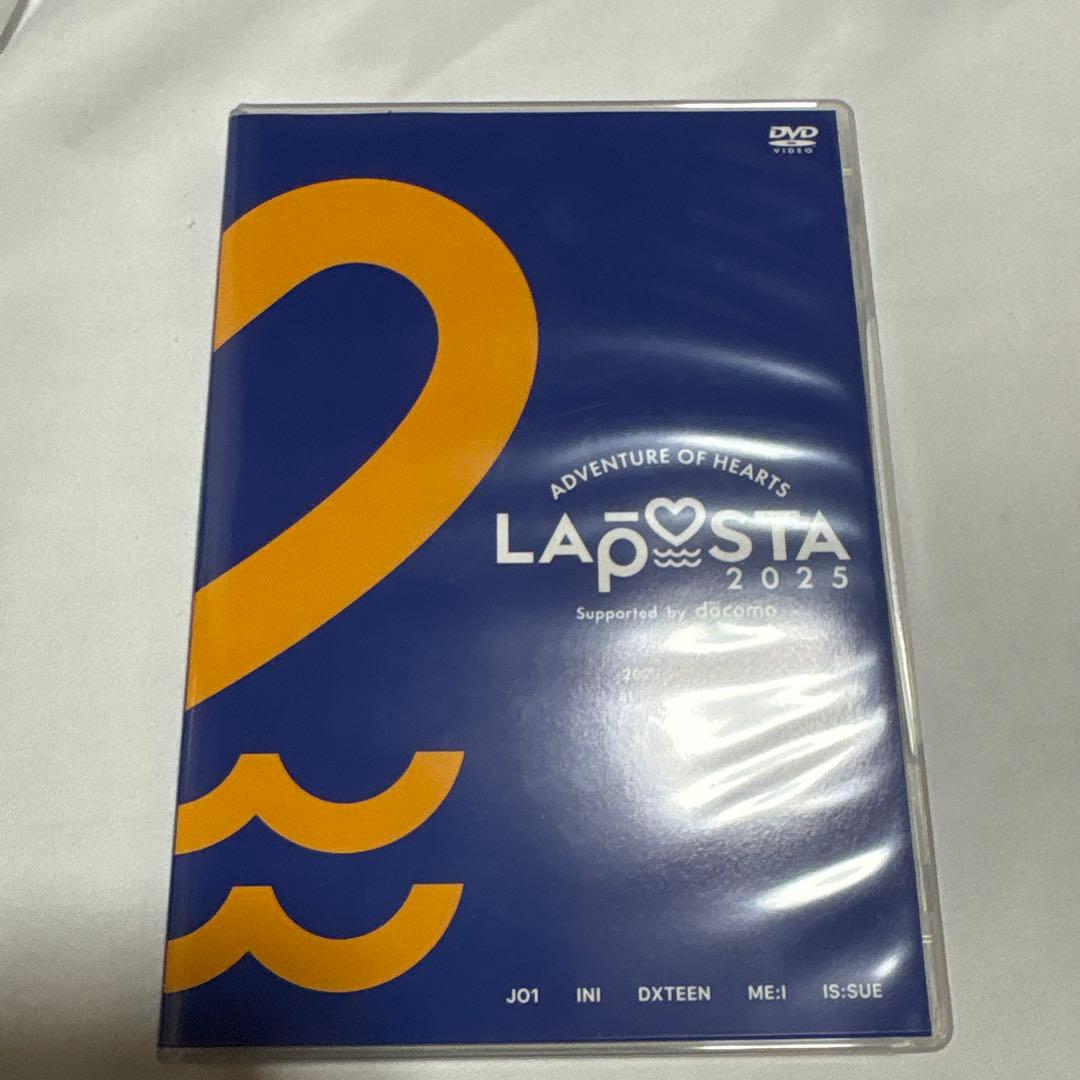 DVD
VIDEO
ADVENTURE OF HEARTS
LAPOSTA
2025
Supported by docomo
JO1 INI DXTEEN ME:I IS:SUE